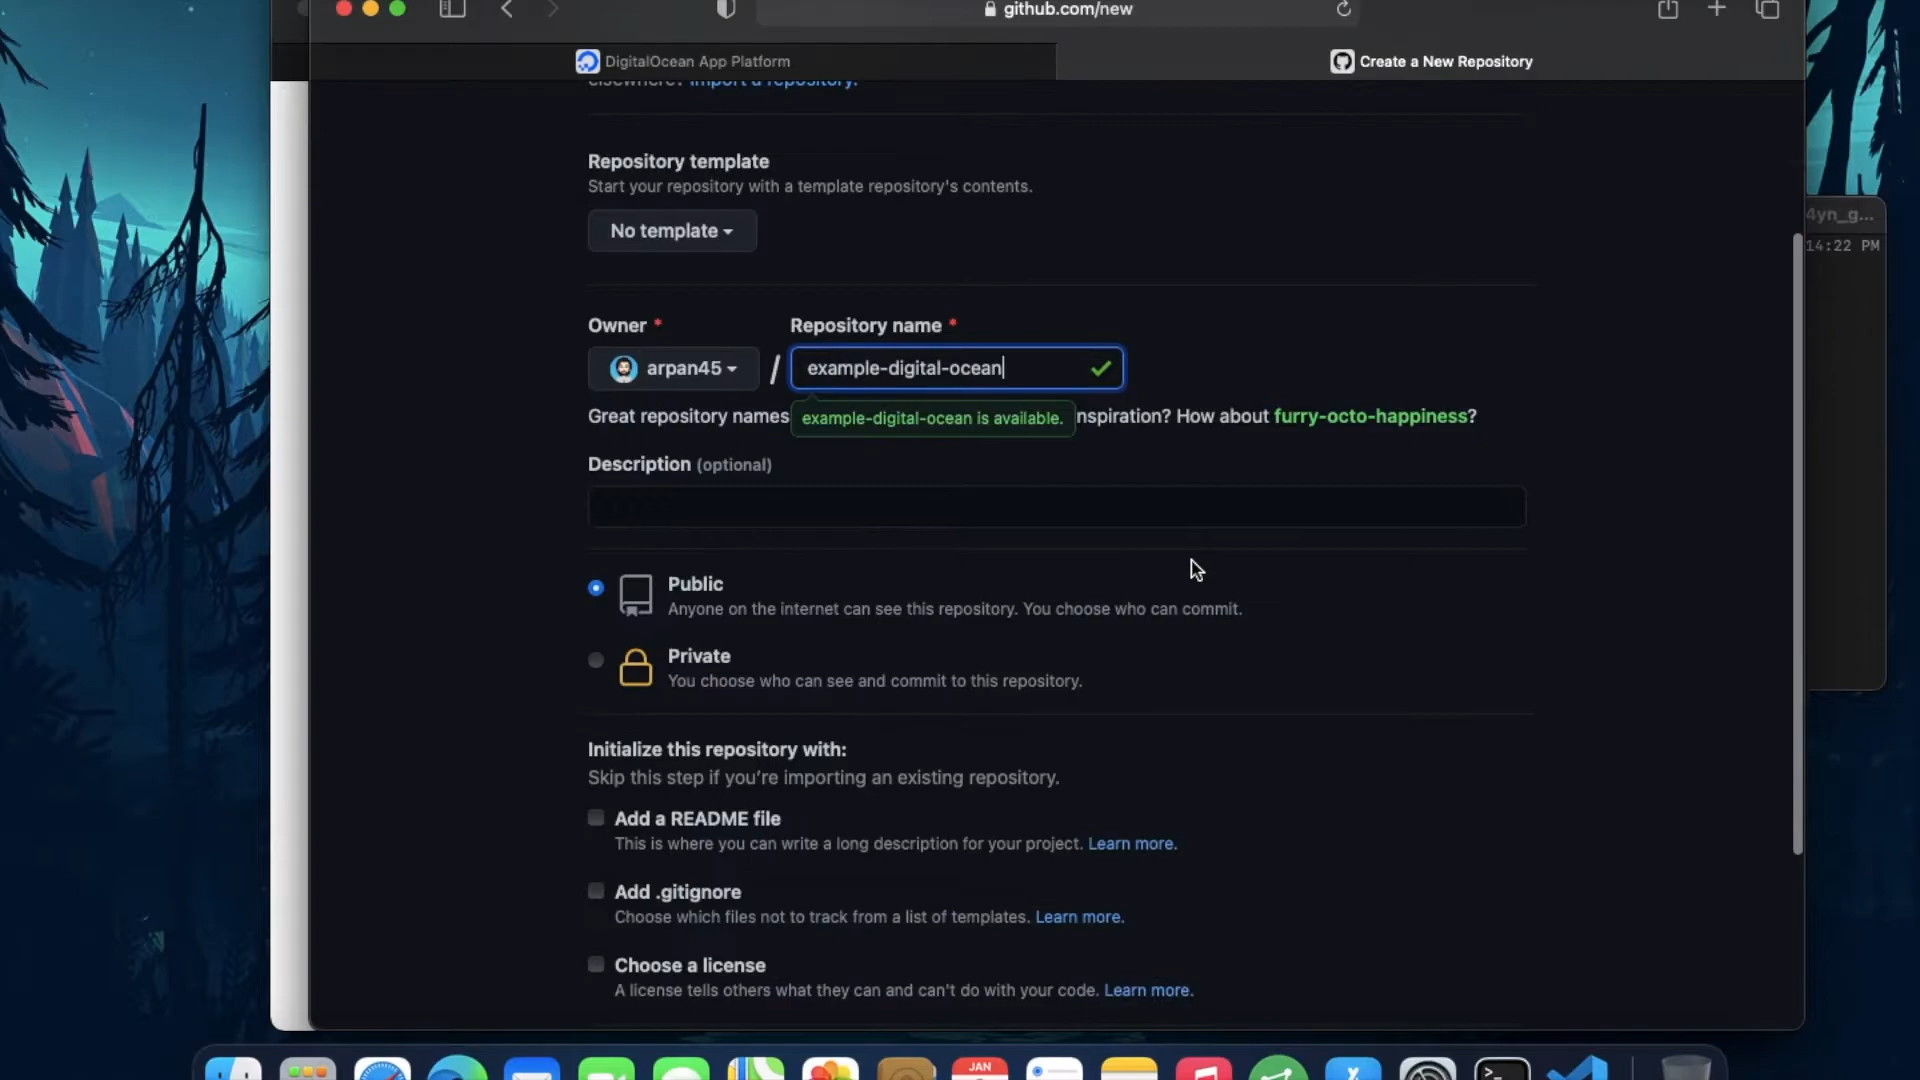 github.com/new
DigitalOcean App Platform
Create a New Repository
elsewhere? Import a repository.
Repository template
Start your repository with a template repository's contents.
No template
Owner *
Repository name *
arpan45 / example-digital-ocean
Great repository names
example-digital-ocean is available.
nspiration? How about furry-octo-happiness?
Description (optional)
Public
Anyone on the internet can see this repository. You choose who can commit.
Private
You choose who can see and commit to this repository.
Initialize this repository with:
Skip this step if you’re importing an existing repository.
Add a README file
This is where you can write a long description for your project. Learn more.
Add .gitignore
Choose which files not to track from a list of templates. Learn more.
Choose a license
A license tells others what they can and can't do with your code. Learn more.
4yn_g...
14:22 PM
JAN